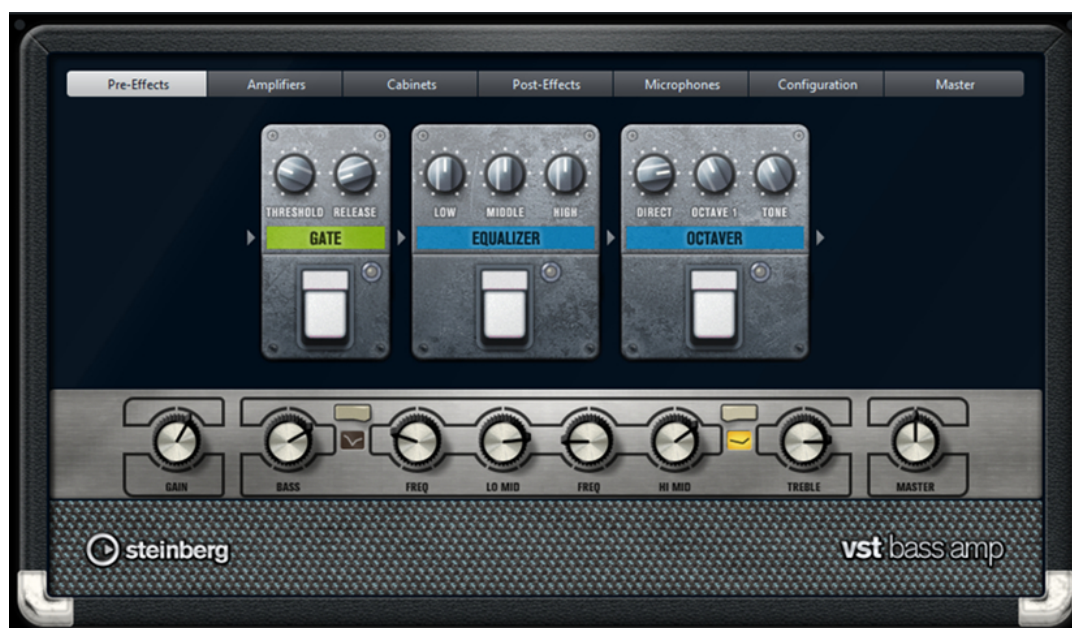 Pre-Effects Amplifiers Cabinets Post-Effects Microphones Configuration Master
THRESHOLD RELEASE LOW MIDDLE HIGH DIRECT OCTAVE 1 TONE
GATE EQUALIZER OCTAVER
GAIN BASS FREQ LO MID FREQ HI MID TREBLE MASTER
steinberg vst bass amp